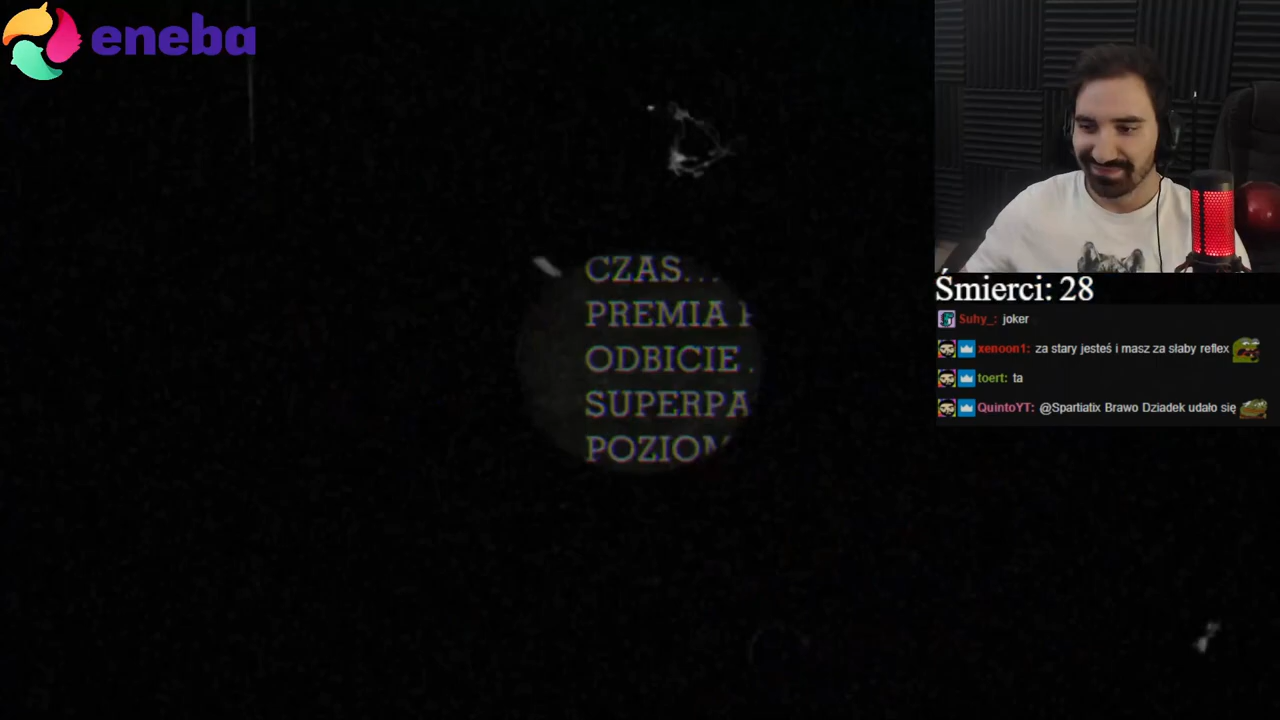 eneba
CZAS...
PREMIA
ODBICIE
SUPERPA
POZIOM
Śmierci: 28
Suhy_: joker
xenoon1: za stary jesteś i masz za słaby reflex
toert: ta
QuintoYT: @Spartiatix Brawo Dziadek udało się